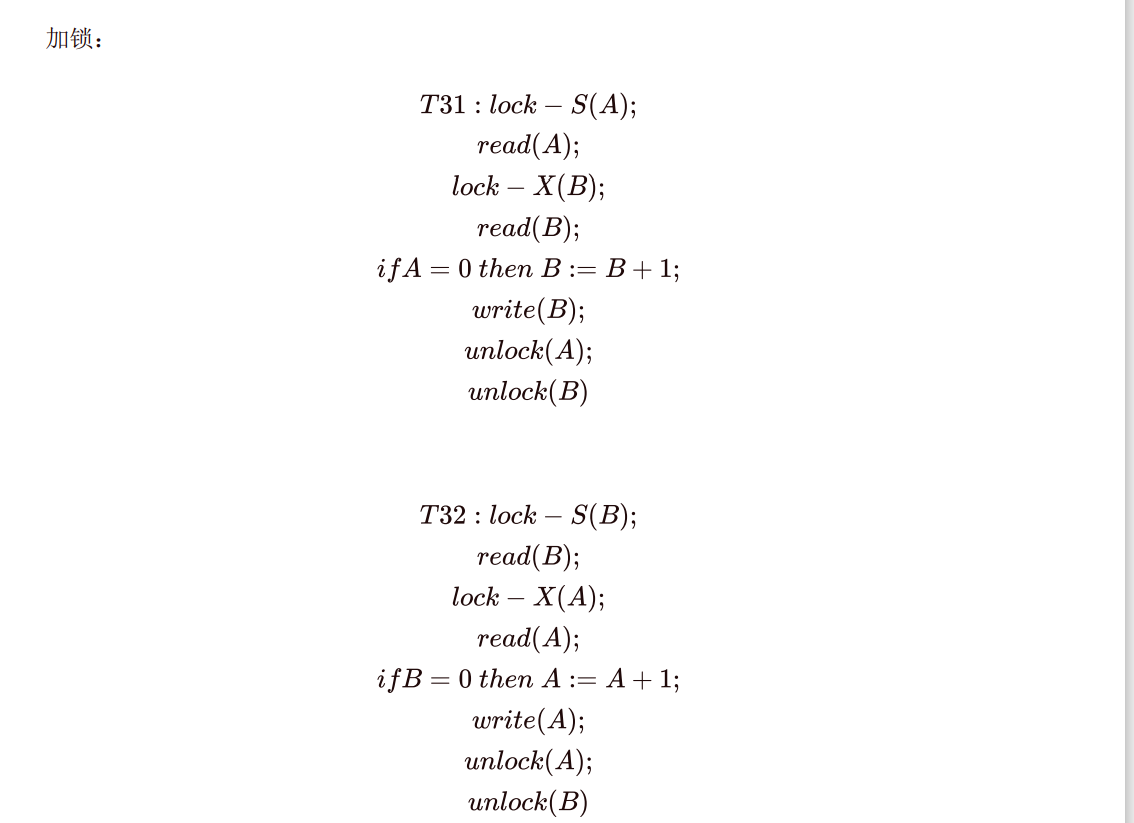 加锁：
T31 : lock − S(A);
read(A);
lock − X(B);
read(B);
ifA = 0 then B := B + 1;
write(B);
unlock(A);
unlock(B)
T32 : lock − S(B);
read(B);
lock − X(A);
read(A);
ifB = 0 then A := A + 1;
write(A);
unlock(A);
unlock(B)